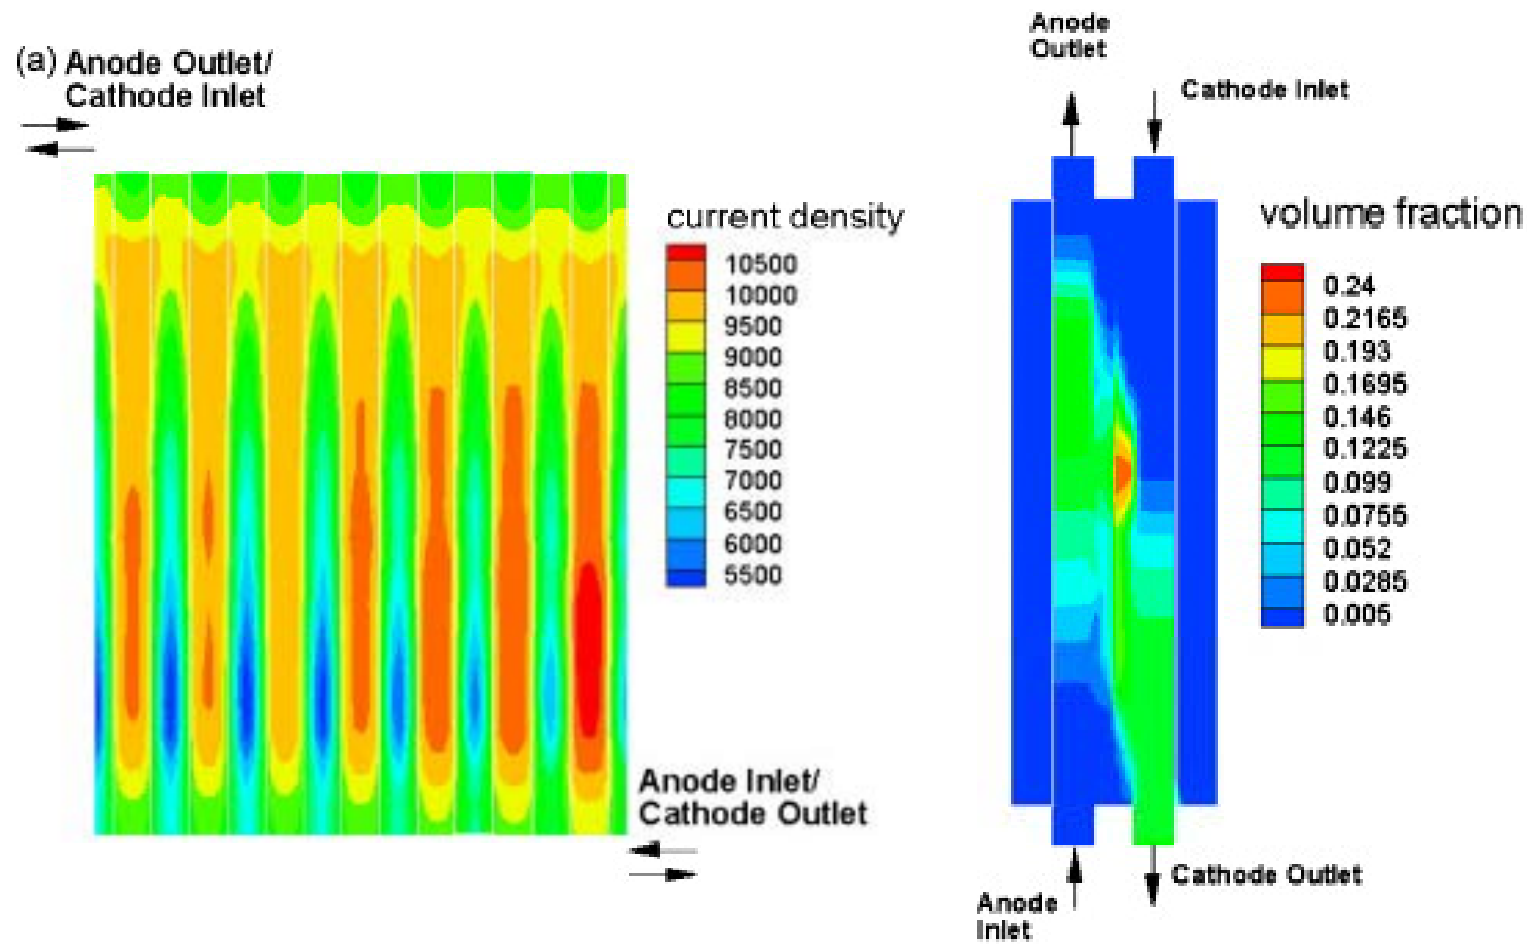 (a) Anode Outlet/
Cathode Inlet
current density
10500
10000
9500
9000
8500
8000
7500
7000
6500
6000
5500
Anode Inlet/
Cathode Outlet
Anode
Outlet
Cathode Inlet
volume fraction
0.24
0.2165
0.193
0.1695
0.146
0.1225
0.099
0.0755
0.052
0.0285
0.005
Cathode Outlet
Anode
Inlet